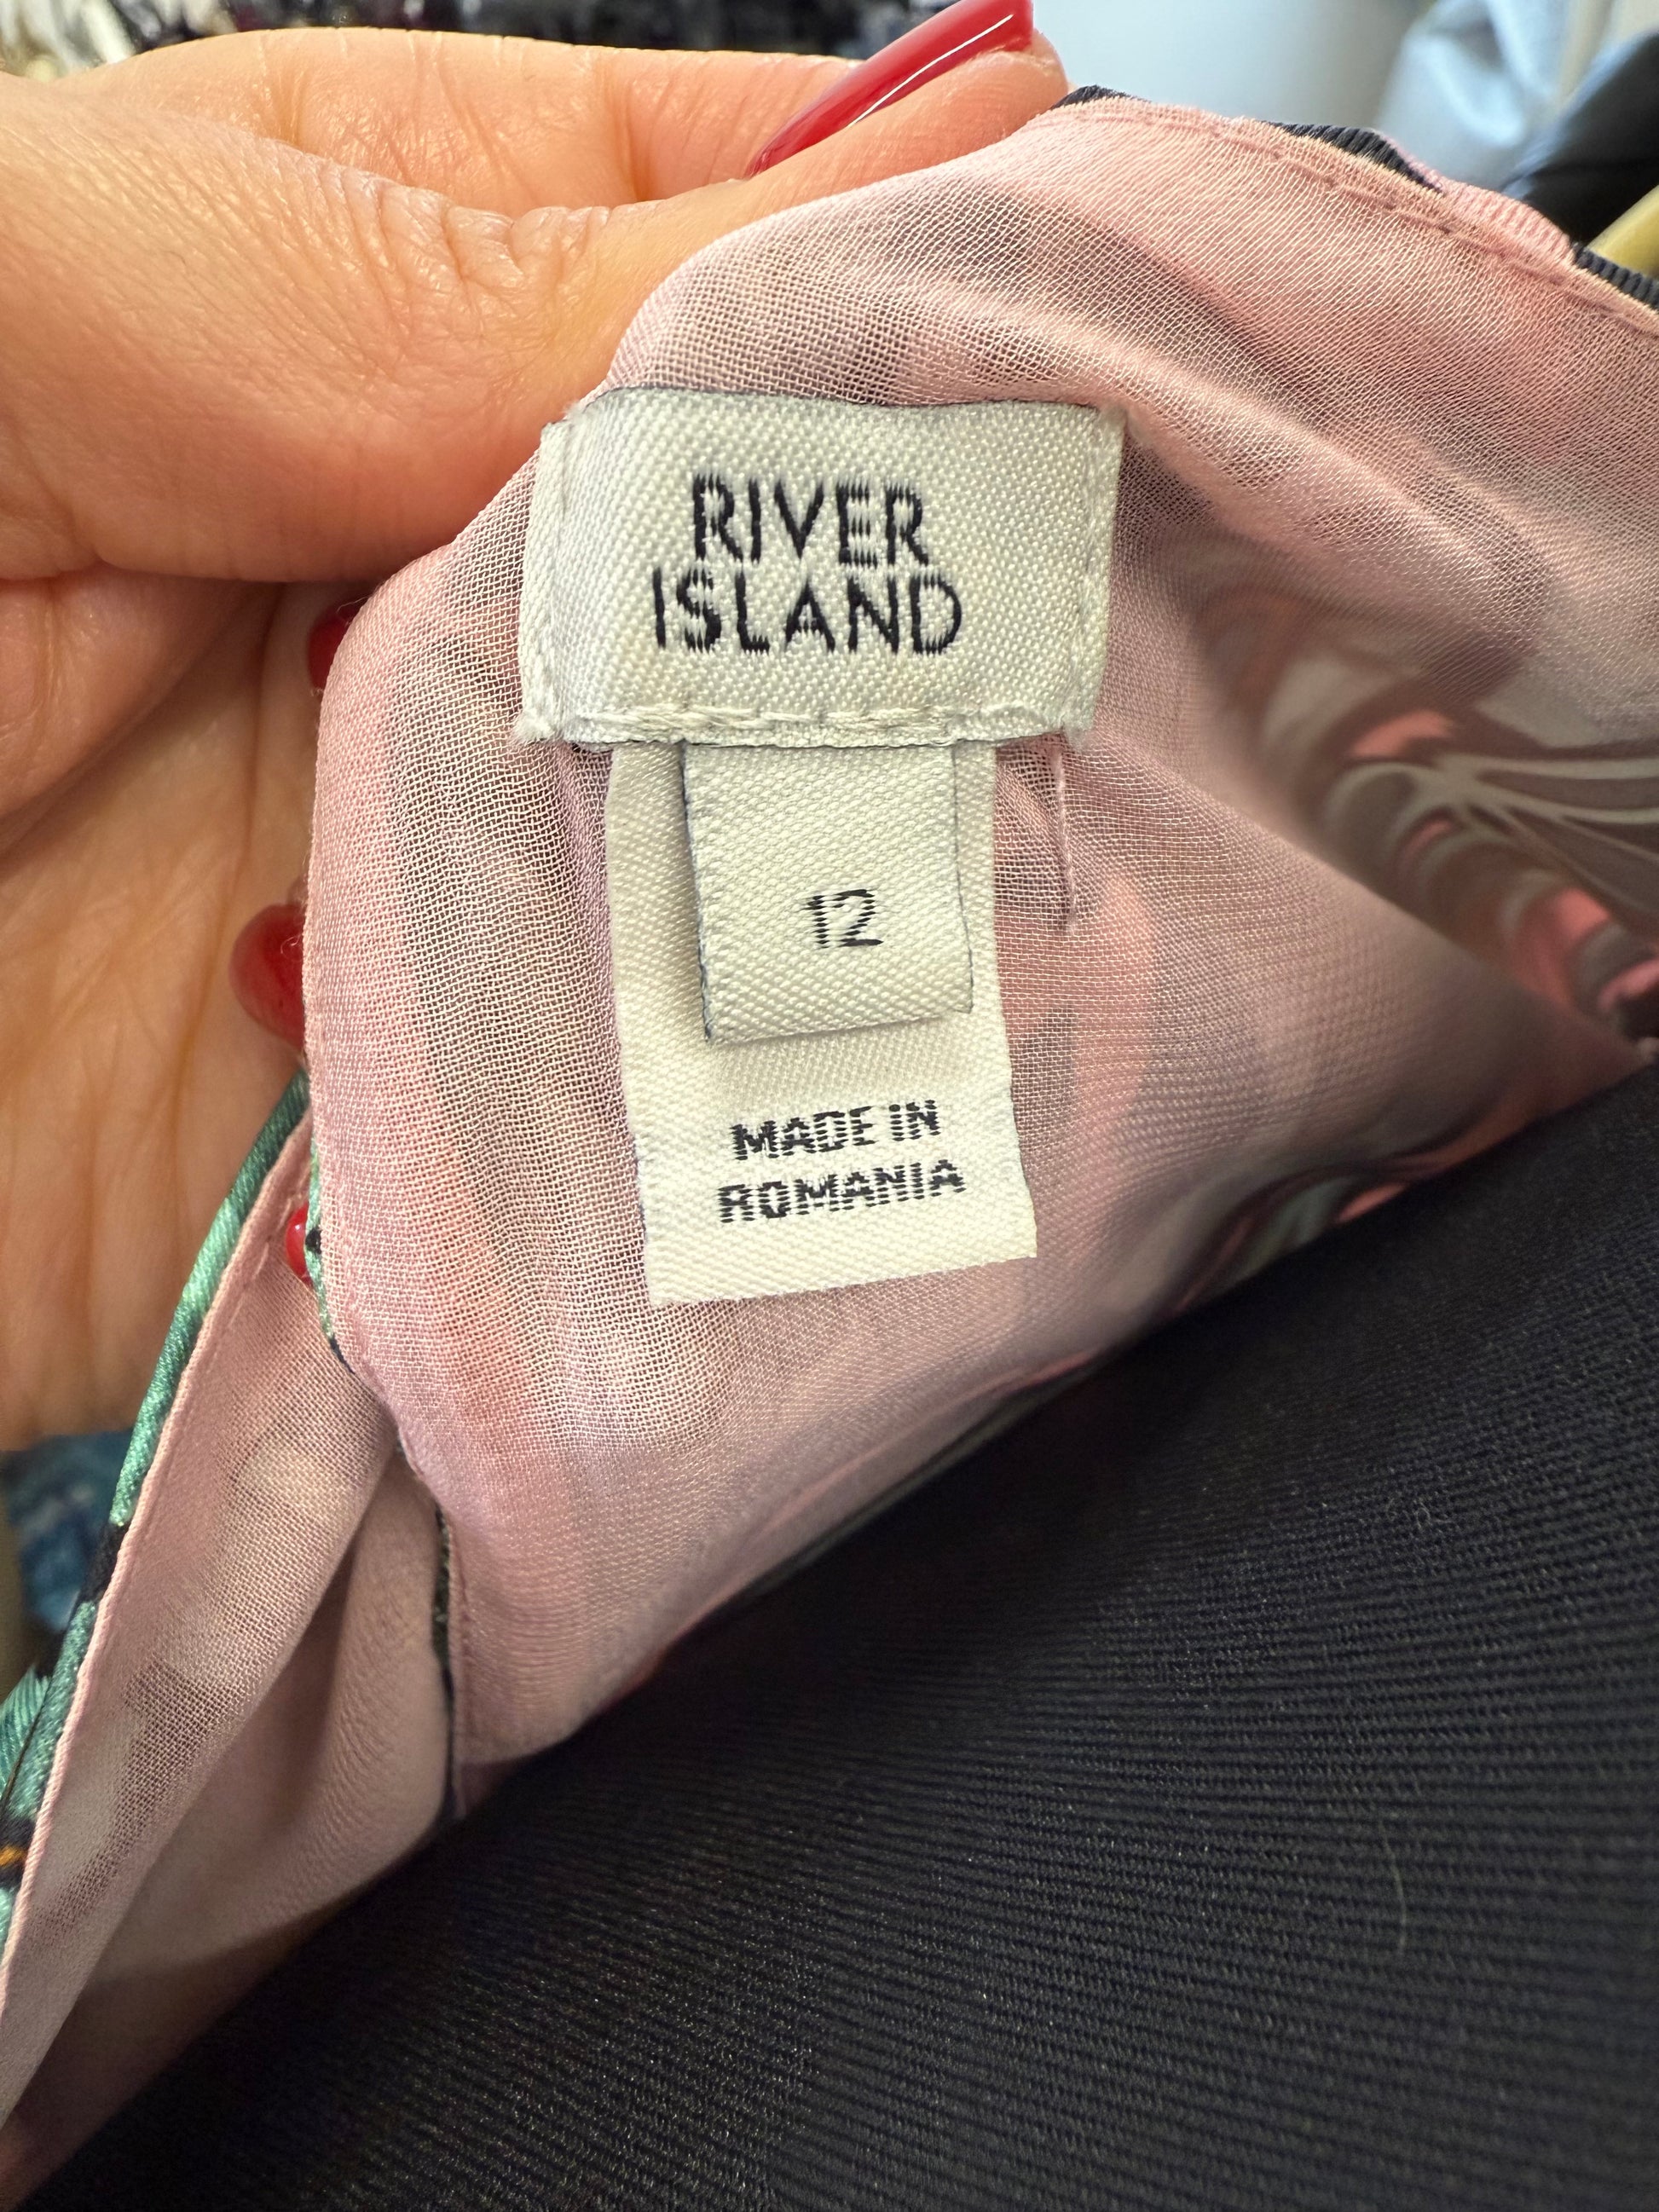 RIVER
ISLAND
12
MADE IN
ROMANIA